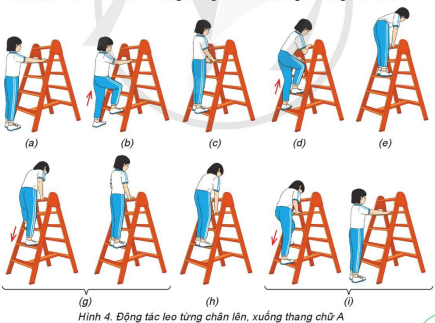 (a) (b) (c) (d) (e)
(g) (h) (i)
Hình 4. Động tác leo từng chân lên, xuống thang chữ A